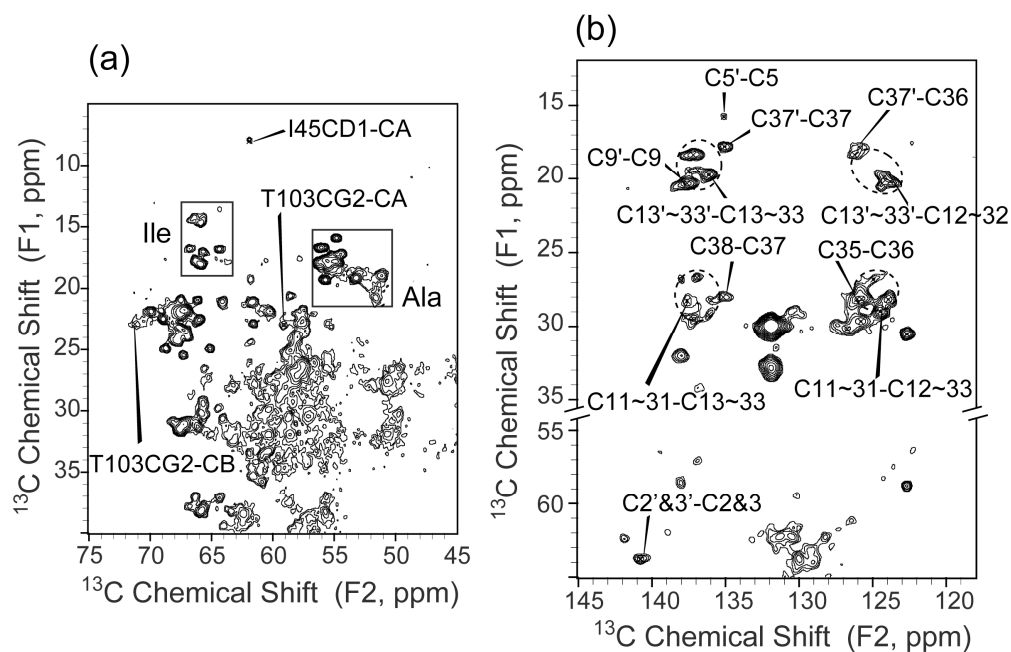 (a)
I45CD1-CA
T103CG2-CA
Ile
Ala
T103CG2-CB
10
15
20
25
30
35
75 70 65 60 55 50 45
¹³C Chemical Shift (F1, ppm)
¹³C Chemical Shift (F2, ppm)
(b)
C5'-C5
C37'-C37
C37'-C36
C9'-C9
C13'~33'-C13~33
C13'~33'-C12~32
C38-C37
C35-C36
C11~31-C13~33
C11~31-C12~33
C2’&3’-C2&3
15
20
25
30
35
55
60
145 140 135 130 125 120
¹³C Chemical Shift (F1, ppm)
¹³C Chemical Shift (F2, ppm)